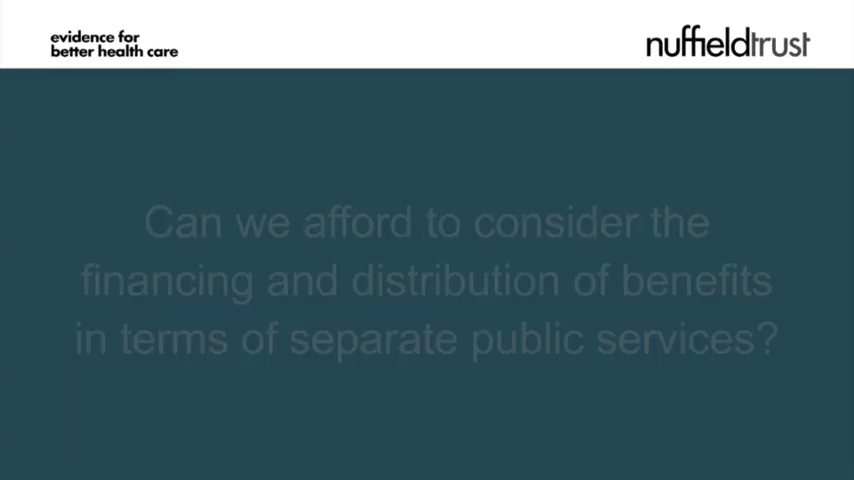 evidence for
better health care
nuffieldtrust
Can we afford to consider the
financing and distribution of benefits
in terms of separate public services?